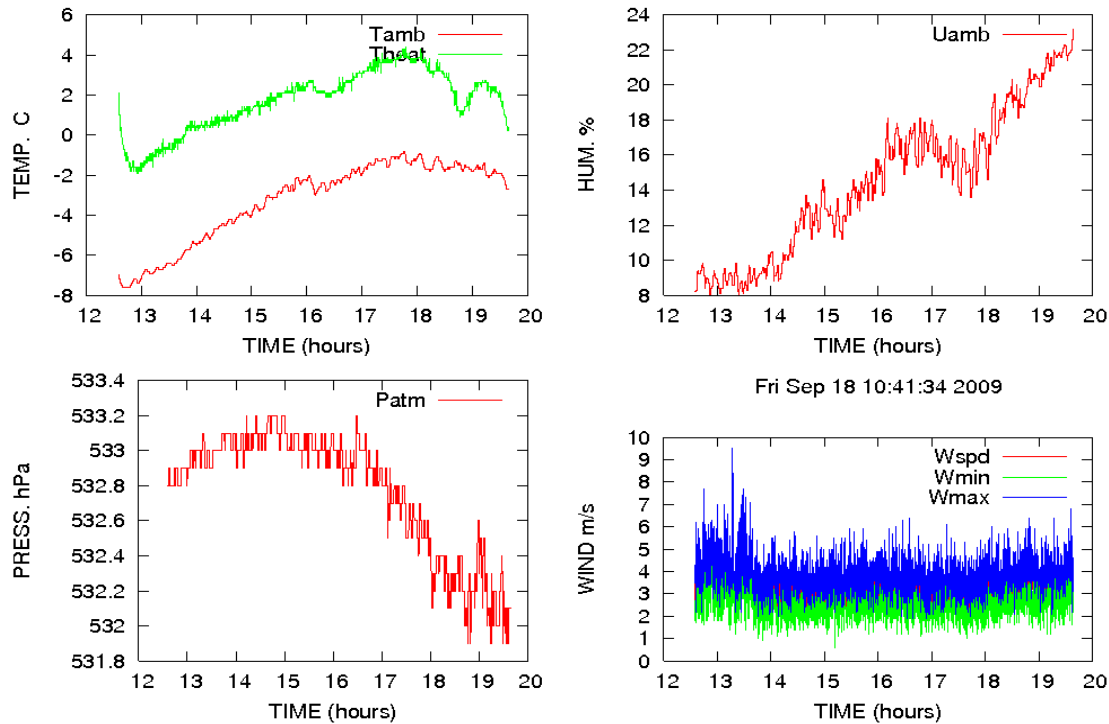 6
4
2
0
-2
-4
-6
-8
TEMP. C
Tamb
Theat
12 13 14 15 16 17 18 19 20
TIME (hours)
24
22
20
18
16
14
12
10
8
HUM. %
Uamb
12 13 14 15 16 17 18 19 20
TIME (hours)
533.4
533.2
533
532.8
532.6
532.4
532.2
532
531.8
PRESS. hPa
Patm
12 13 14 15 16 17 18 19 20
TIME (hours)
Fri Sep 18 10:41:34 2009
10
9
8
7
6
5
4
3
2
1
0
WIND m/s
Wspd
Wmin
Wmax
12 13 14 15 16 17 18 19 20
TIME (hours)